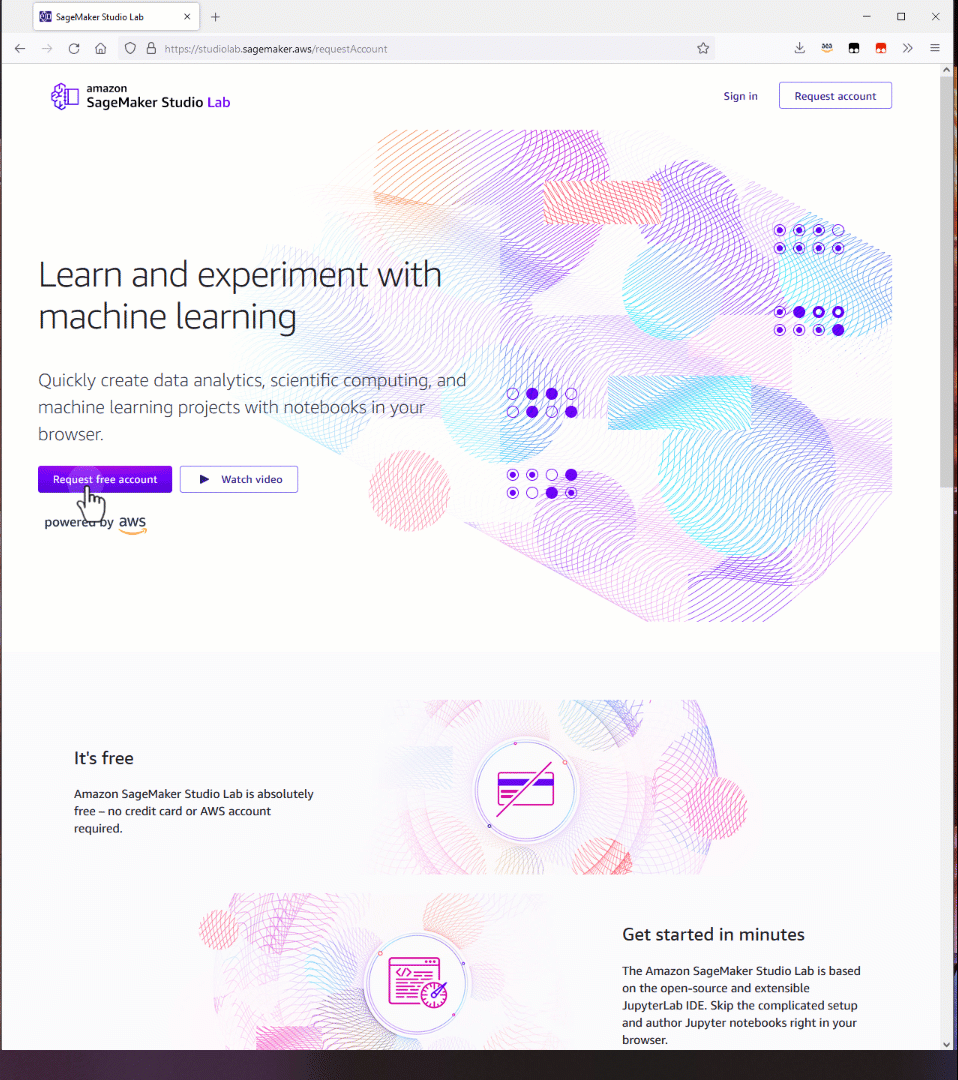 SageMaker Studio Lab
https://studiolab.sagemaker.aws/requestAccount
amazon
SageMaker Studio Lab
Sign in
Request account
Learn and experiment with
machine learning
Quickly create data analytics, scientific computing, and
machine learning projects with notebooks in your
browser.
Request free account
Watch video
powered by aws
It's free
Amazon SageMaker Studio Lab is absolutely
free – no credit card or AWS account
required.
Get started in minutes
The Amazon SageMaker Studio Lab is based
on the open-source and extensible
JupyterLab IDE. Skip the complicated setup
and author Jupyter notebooks right in your
browser.